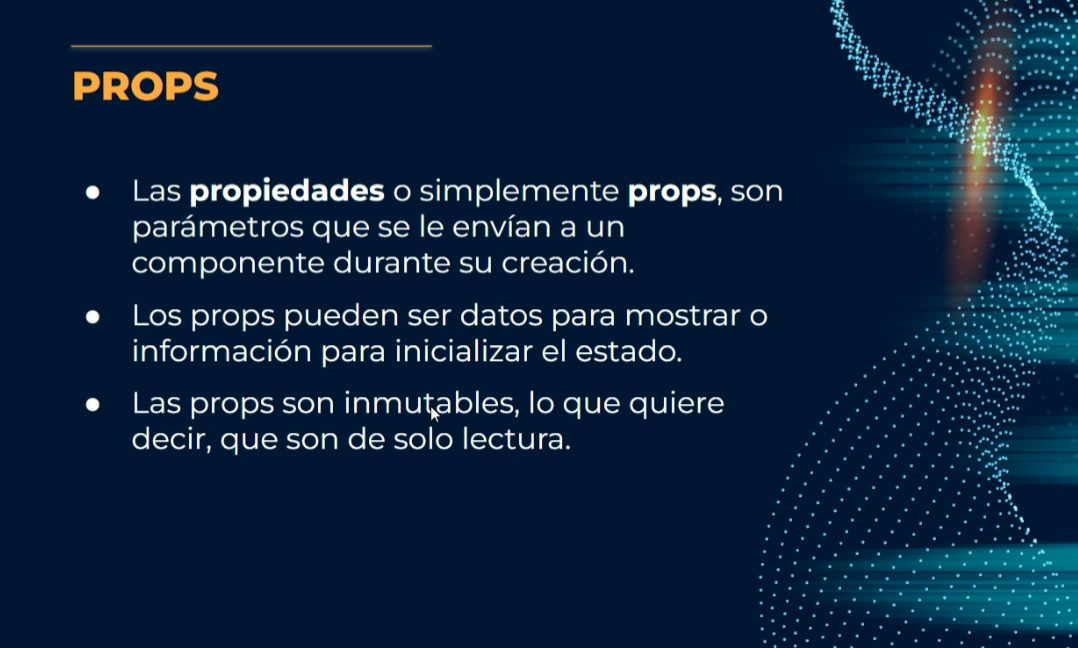 PROPS
● Las propiedades o simplemente props, son
parámetros que se le envían a un
componente durante su creación.
● Los props pueden ser datos para mostrar o
información para inicializar el estado.
● Las props son inmutables, lo que quiere
decir, que son de solo lectura.